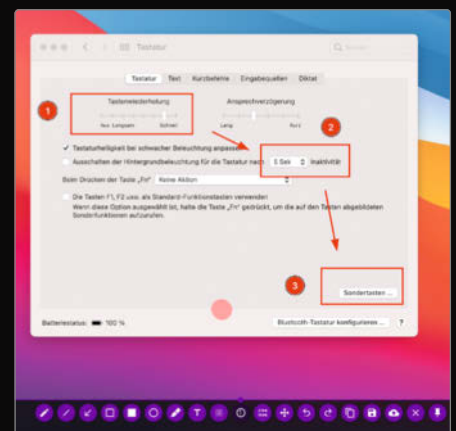 Tastatur
Tastatur Text Kurzbefehle Eingabequellen Diktat
Tastenwiederholung Ansprechverzögerung
1
Aus Langsam Schnell Lang Kurz
2
Tastaturhelligkeit bei schwacher Beleuchtung anpassen
Ausschalten der Hintergrundbeleuchtung für die Tastatur nach 5 Sek Inaktivität
Beim Drücken der Taste „Fn“ Keine Aktion
Die Tasten F1, F2 usw. als Standard-Funktionstasten verwenden
Wenn diese Option ausgewählt ist, halte die Taste „Fn“ gedrückt, um die auf den Tasten abgebildeten
Sonderfunktionen aufzurufen.
3
Sondertasten ...
Batteriestatus: 100 % Bluetooth-Tastatur konfigurieren ... ?
T